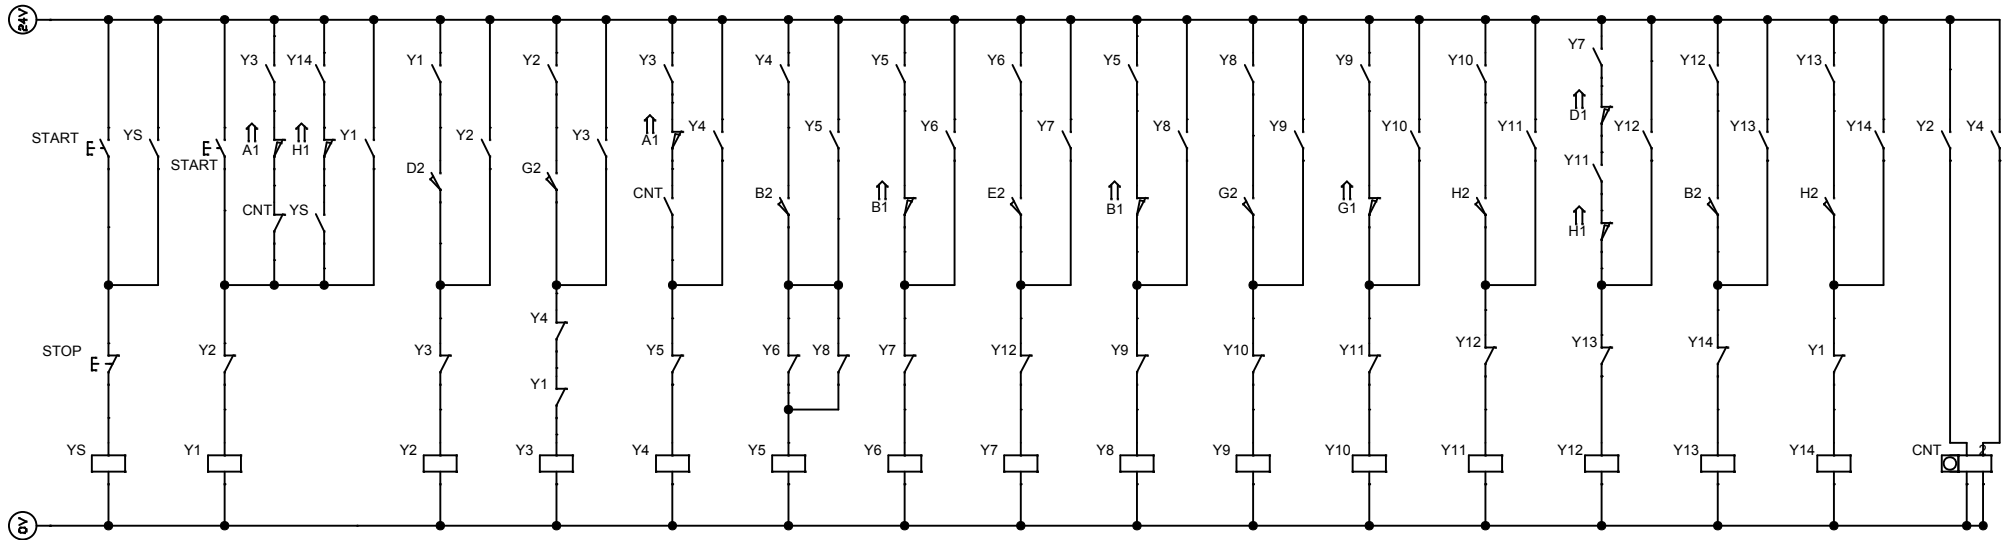 24V
Y7
Y3 Y14 Y1 Y2 Y3 Y4 Y5 Y6 Y5 Y8 Y9 Y10 Y12 Y13
D1
START YS START A1 H1 Y1 Y2 Y3 A1 Y4 Y5 Y6 Y7 Y8 Y9 Y10 Y11 Y12 Y13 Y14 Y2 Y4
D2 G2 Y11
CNT YS CNT B2 B1 E2 B1 G2 G1 H2 H1 B2 H2
Y4
STOP Y2 Y3 Y5 Y6 Y8 Y7 Y12 Y9 Y10 Y11 Y12 Y13 Y14 Y1
Y1
YS Y1 Y2 Y3 Y4 Y5 Y6 Y7 Y8 Y9 Y10 Y11 Y12 Y13 Y14 CNT 2
0V